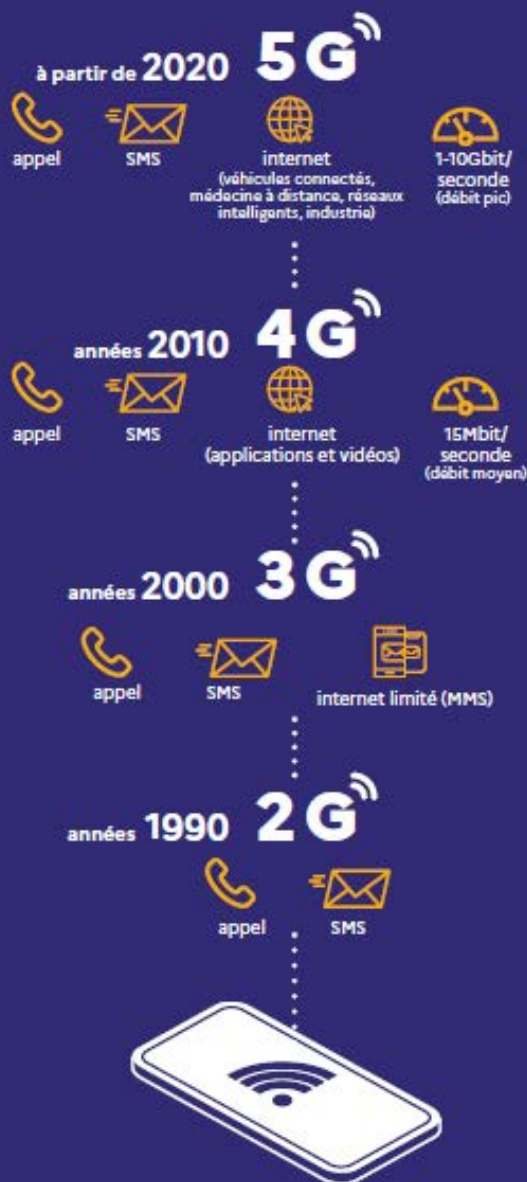 à partir de 2020 5G
appel
SMS
internet
(véhicules connectés,
médecine à distance, réseaux
intelligents, industrie)
1-10Gbit/
seconde
(débit pic)
années 2010 4G
appel
SMS
internet
(applications et vidéos)
15Mbit/
seconde
(débit moyen)
années 2000 3G
appel
SMS
internet limité (MMS)
années 1990 2G
appel
SMS